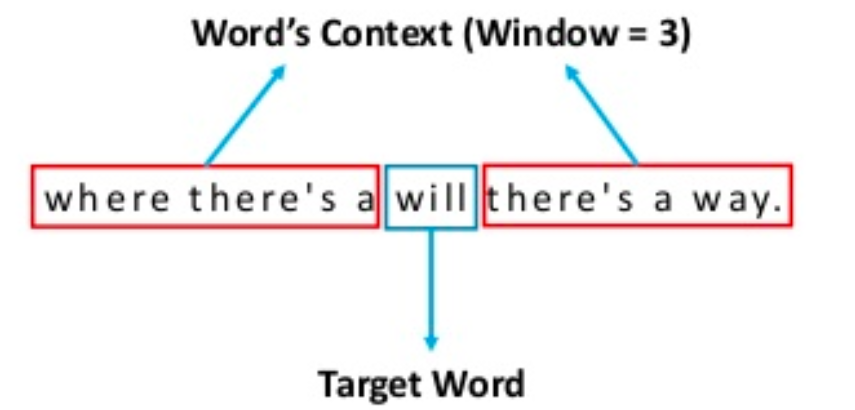 Word's Context (Window = 3)
where there's a will there's a way.
Target Word